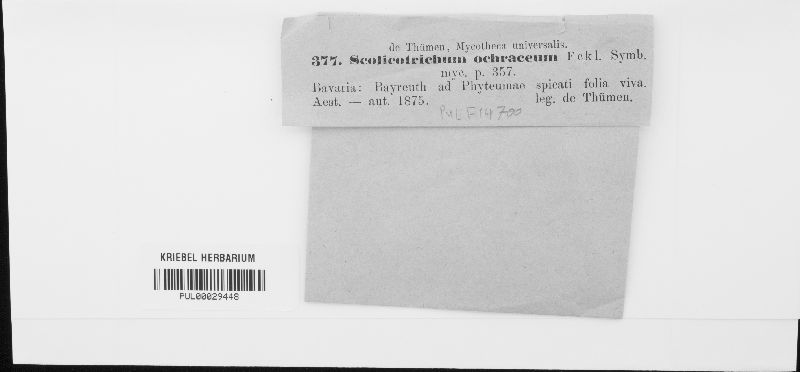 de Thümen, Mycotheca universalis.
377. Scolicotrichum ochraceum Fckl. Symb.
myc. p. 357.
Bavaria: Bayreuth ad Phyteumae spicati folia viva.
Aest. — aut. 1875. leg. de Thümen.
PUL F14700
KRIEBEL HERBARIUM
PUL00029448